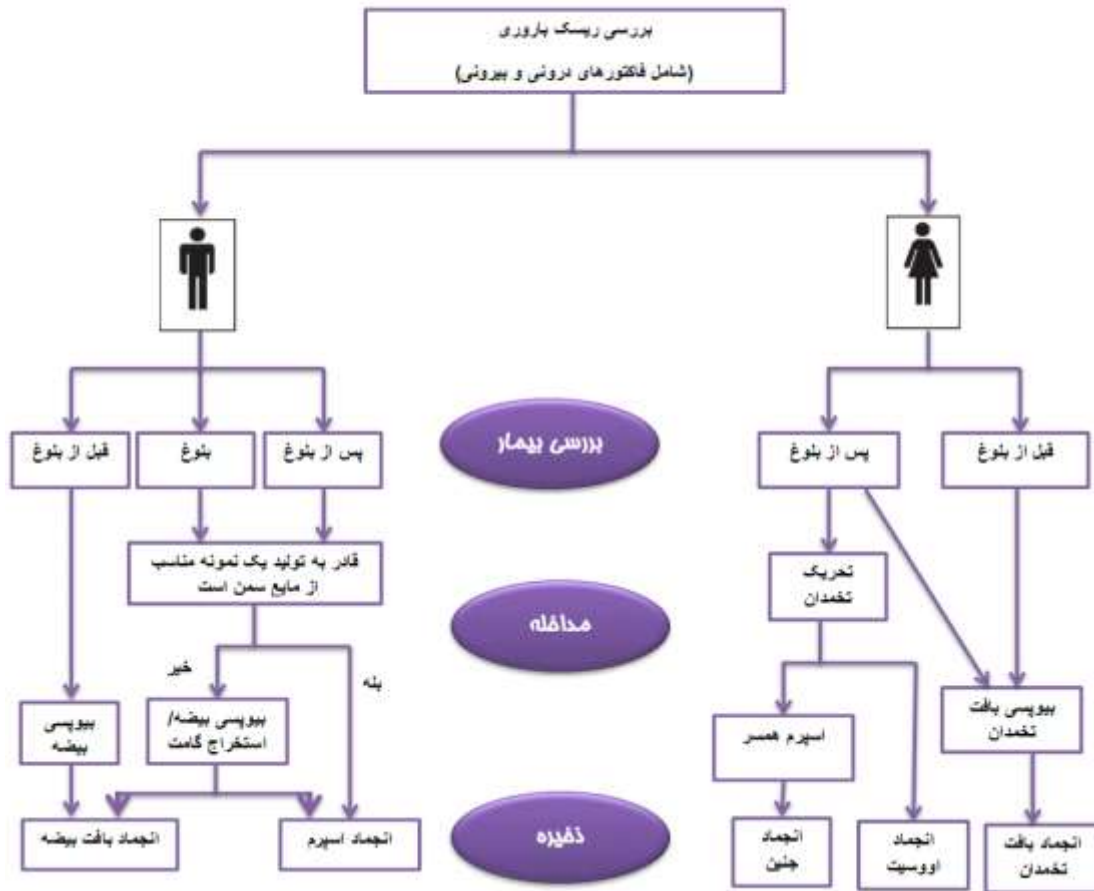 بررسی ریسک باروری
(شامل فاکتورهای درونی و بیرونی)
بررسی بیمار
قبل از بلوغ
پس از بلوغ
پس از بلوغ
بلوغ
قبل از بلوغ
قادر به تولید یک نمونه مناسب
از مایع سمن است
تحریک
تخمدان
مداخله
بله
خیر
بیوپسی بافت
تخمدان
اسپرم همسر
بیوپسی بیضه/
استخراج گامت
بیوپسی
بیضه
ذخیره
انجماد بافت
تخمدان
انجماد
اووسیت
انجماد
جنین
انجماد اسپرم
انجماد بافت بیضه